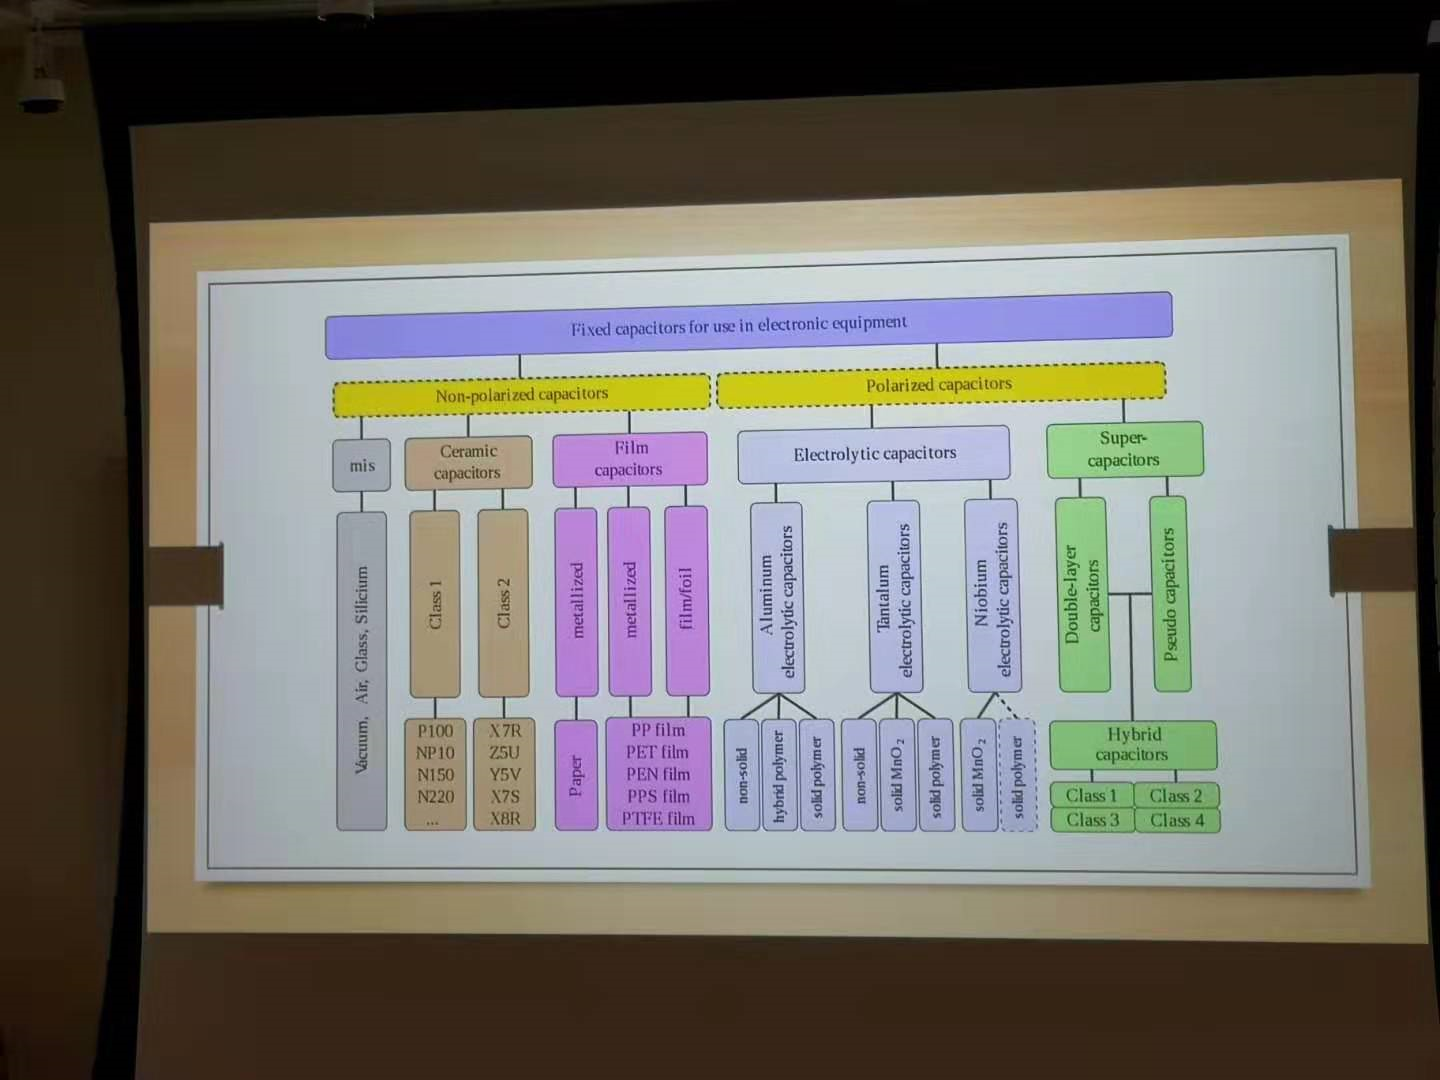 Fixed capacitors for use in electronic equipment
Non-polarized capacitors
Polarized capacitors
mis
Ceramic
capacitors
Film
capacitors
Electrolytic capacitors
Super-
capacitors
Vacuum, Air, Glass, Silicium
Class 1
Class 2
metallized
metallized
film/foil
Aluminum
electrolytic capacitors
Tantalum
electrolytic capacitors
Niobium
electrolytic capacitors
Double-layer
capacitors
Pseudo capacitors
P100
NP10
N150
N220
...
X7R
Z5U
Y5V
X7S
X8R
Paper
PP film
PET film
PEN film
PPS film
PTFE film
non-solid
hybrid polymer
solid polymer
non-solid
solid MnO₂
solid polymer
solid MnO₂
solid polymer
Hybrid
capacitors
Class 1
Class 2
Class 3
Class 4